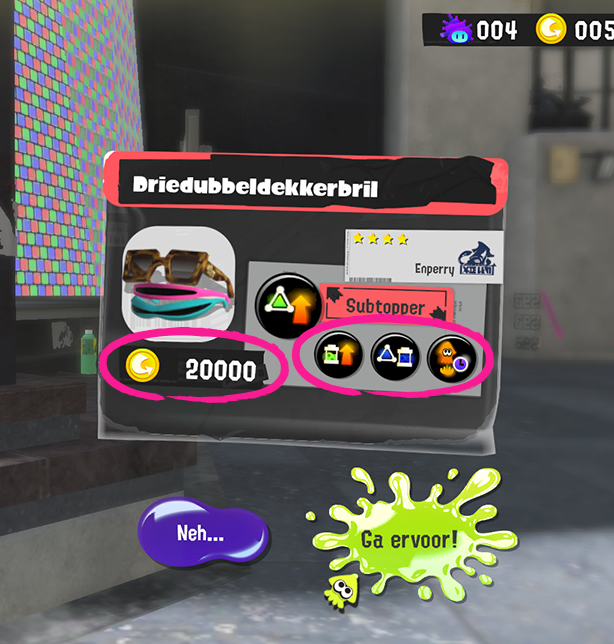 004 005
Driedubbeldekkerbril
Enperry
Subtopper
20000
Neh...
Ga ervoor!